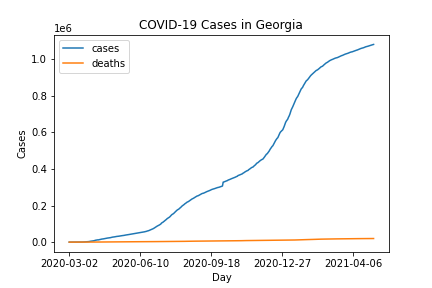 COVID-19 Cases in Georgia
1e6
cases
deaths
1.0
0.8
0.6
0.4
0.2
0.0
Cases
2020-03-02 2020-06-10 2020-09-18 2020-12-27 2021-04-06
Day